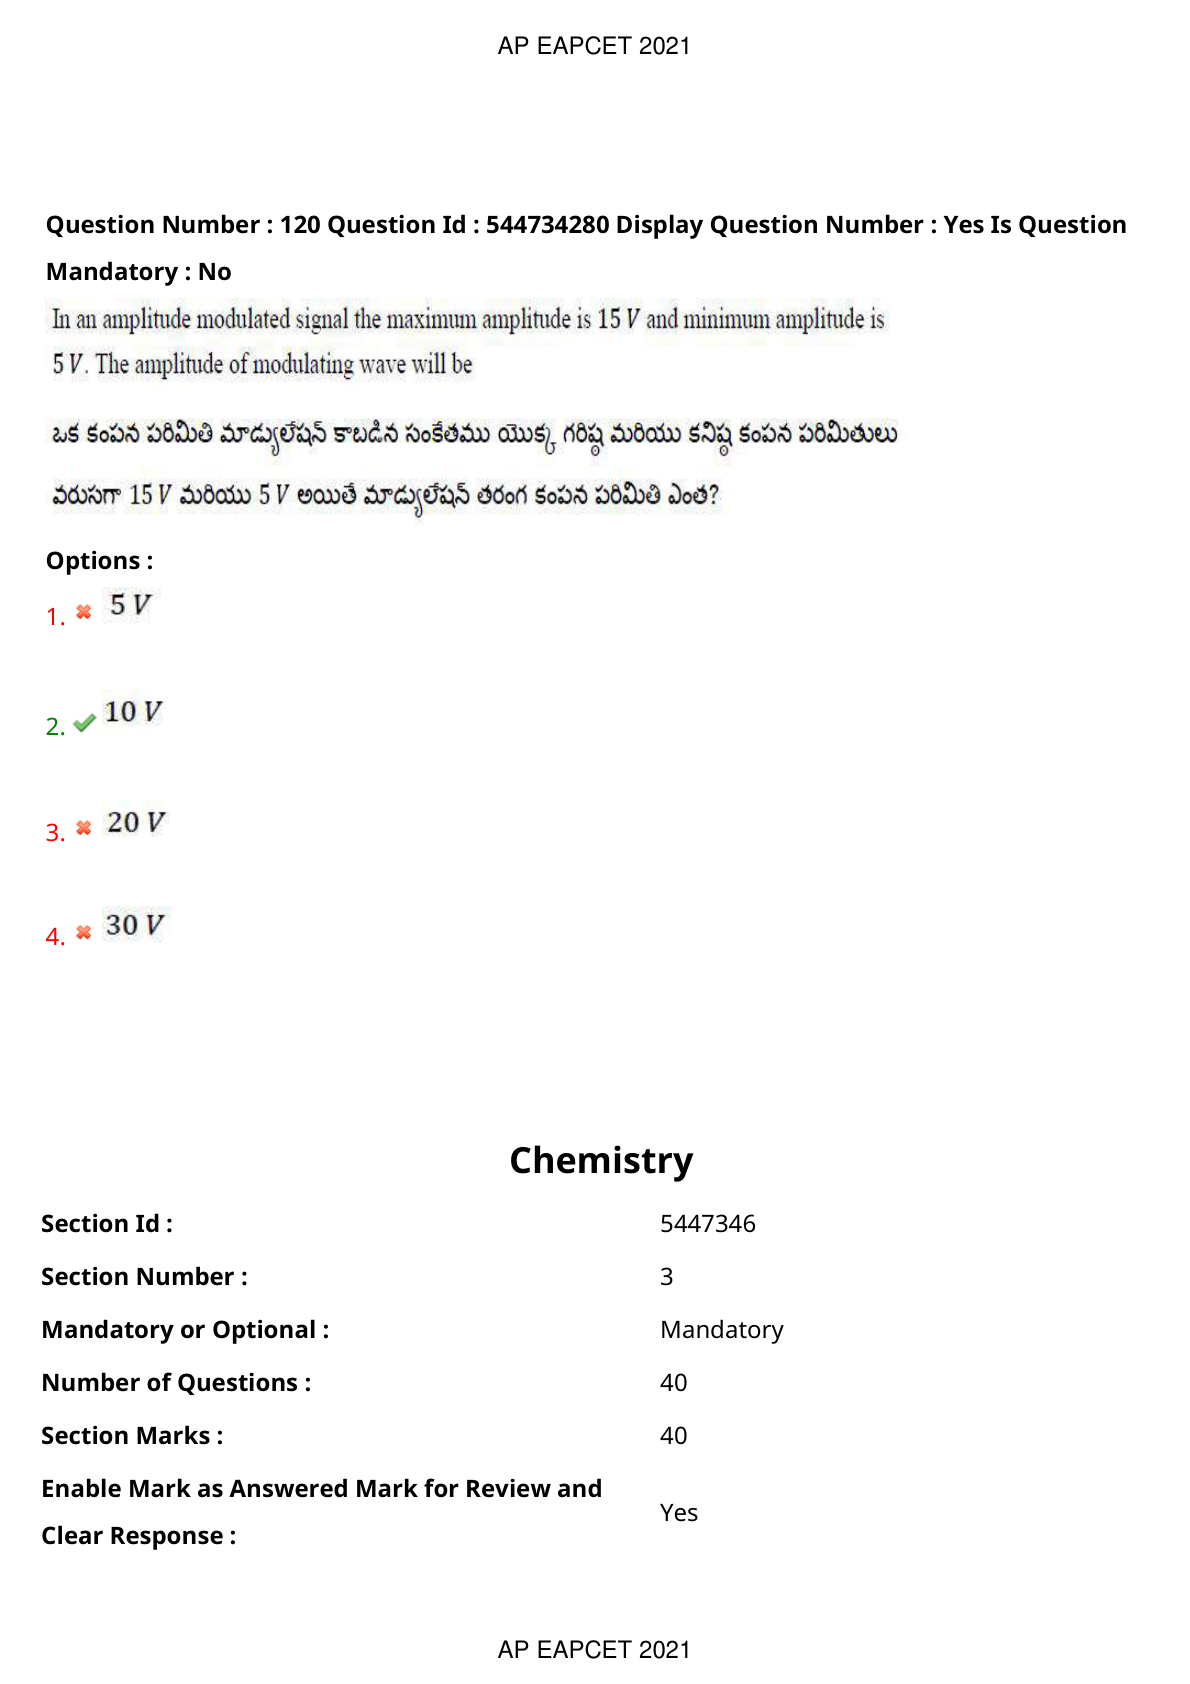 AP EAPCET 2021
Question Number : 120 Question Id : 544734280 Display Question Number : Yes Is Question
Mandatory : No
In an amplitude modulated signal the maximum amplitude is 15 V and minimum amplitude is
5 V. The amplitude of modulating wave will be
ఒక కంపన పరిమితి మాడ్యులేషన్ కాబడిన సంకేతము యొక్క గరిష్ఠ మరియు కనిష్ఠ కంపన పరిమితులు
వరుసగా 15 V మరియు 5 V అయితే మాడ్యులేషన్ తరంగ కంపన పరిమితి ఎంత?
Options :
1. 5 V
2. 10 V
3. 20 V
4. 30 V
Chemistry
Section Id : 5447346
Section Number : 3
Mandatory or Optional : Mandatory
Number of Questions : 40
Section Marks : 40
Enable Mark as Answered Mark for Review and
Clear Response : Yes
AP EAPCET 2021